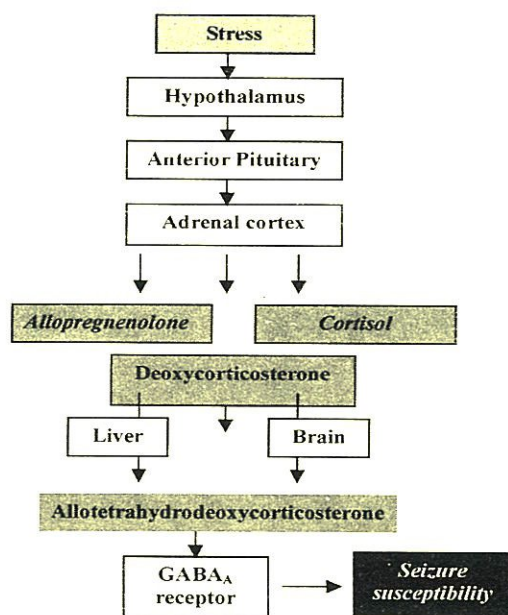 Stress
Hypothalamus
Anterior Pituitary
Adrenal cortex
Allopregnenolone
Cortisol
Deoxycorticosterone
Liver
Brain
Allotetrahydrodeoxycorticosterone
GABAA
receptor
Seizure
susceptibility